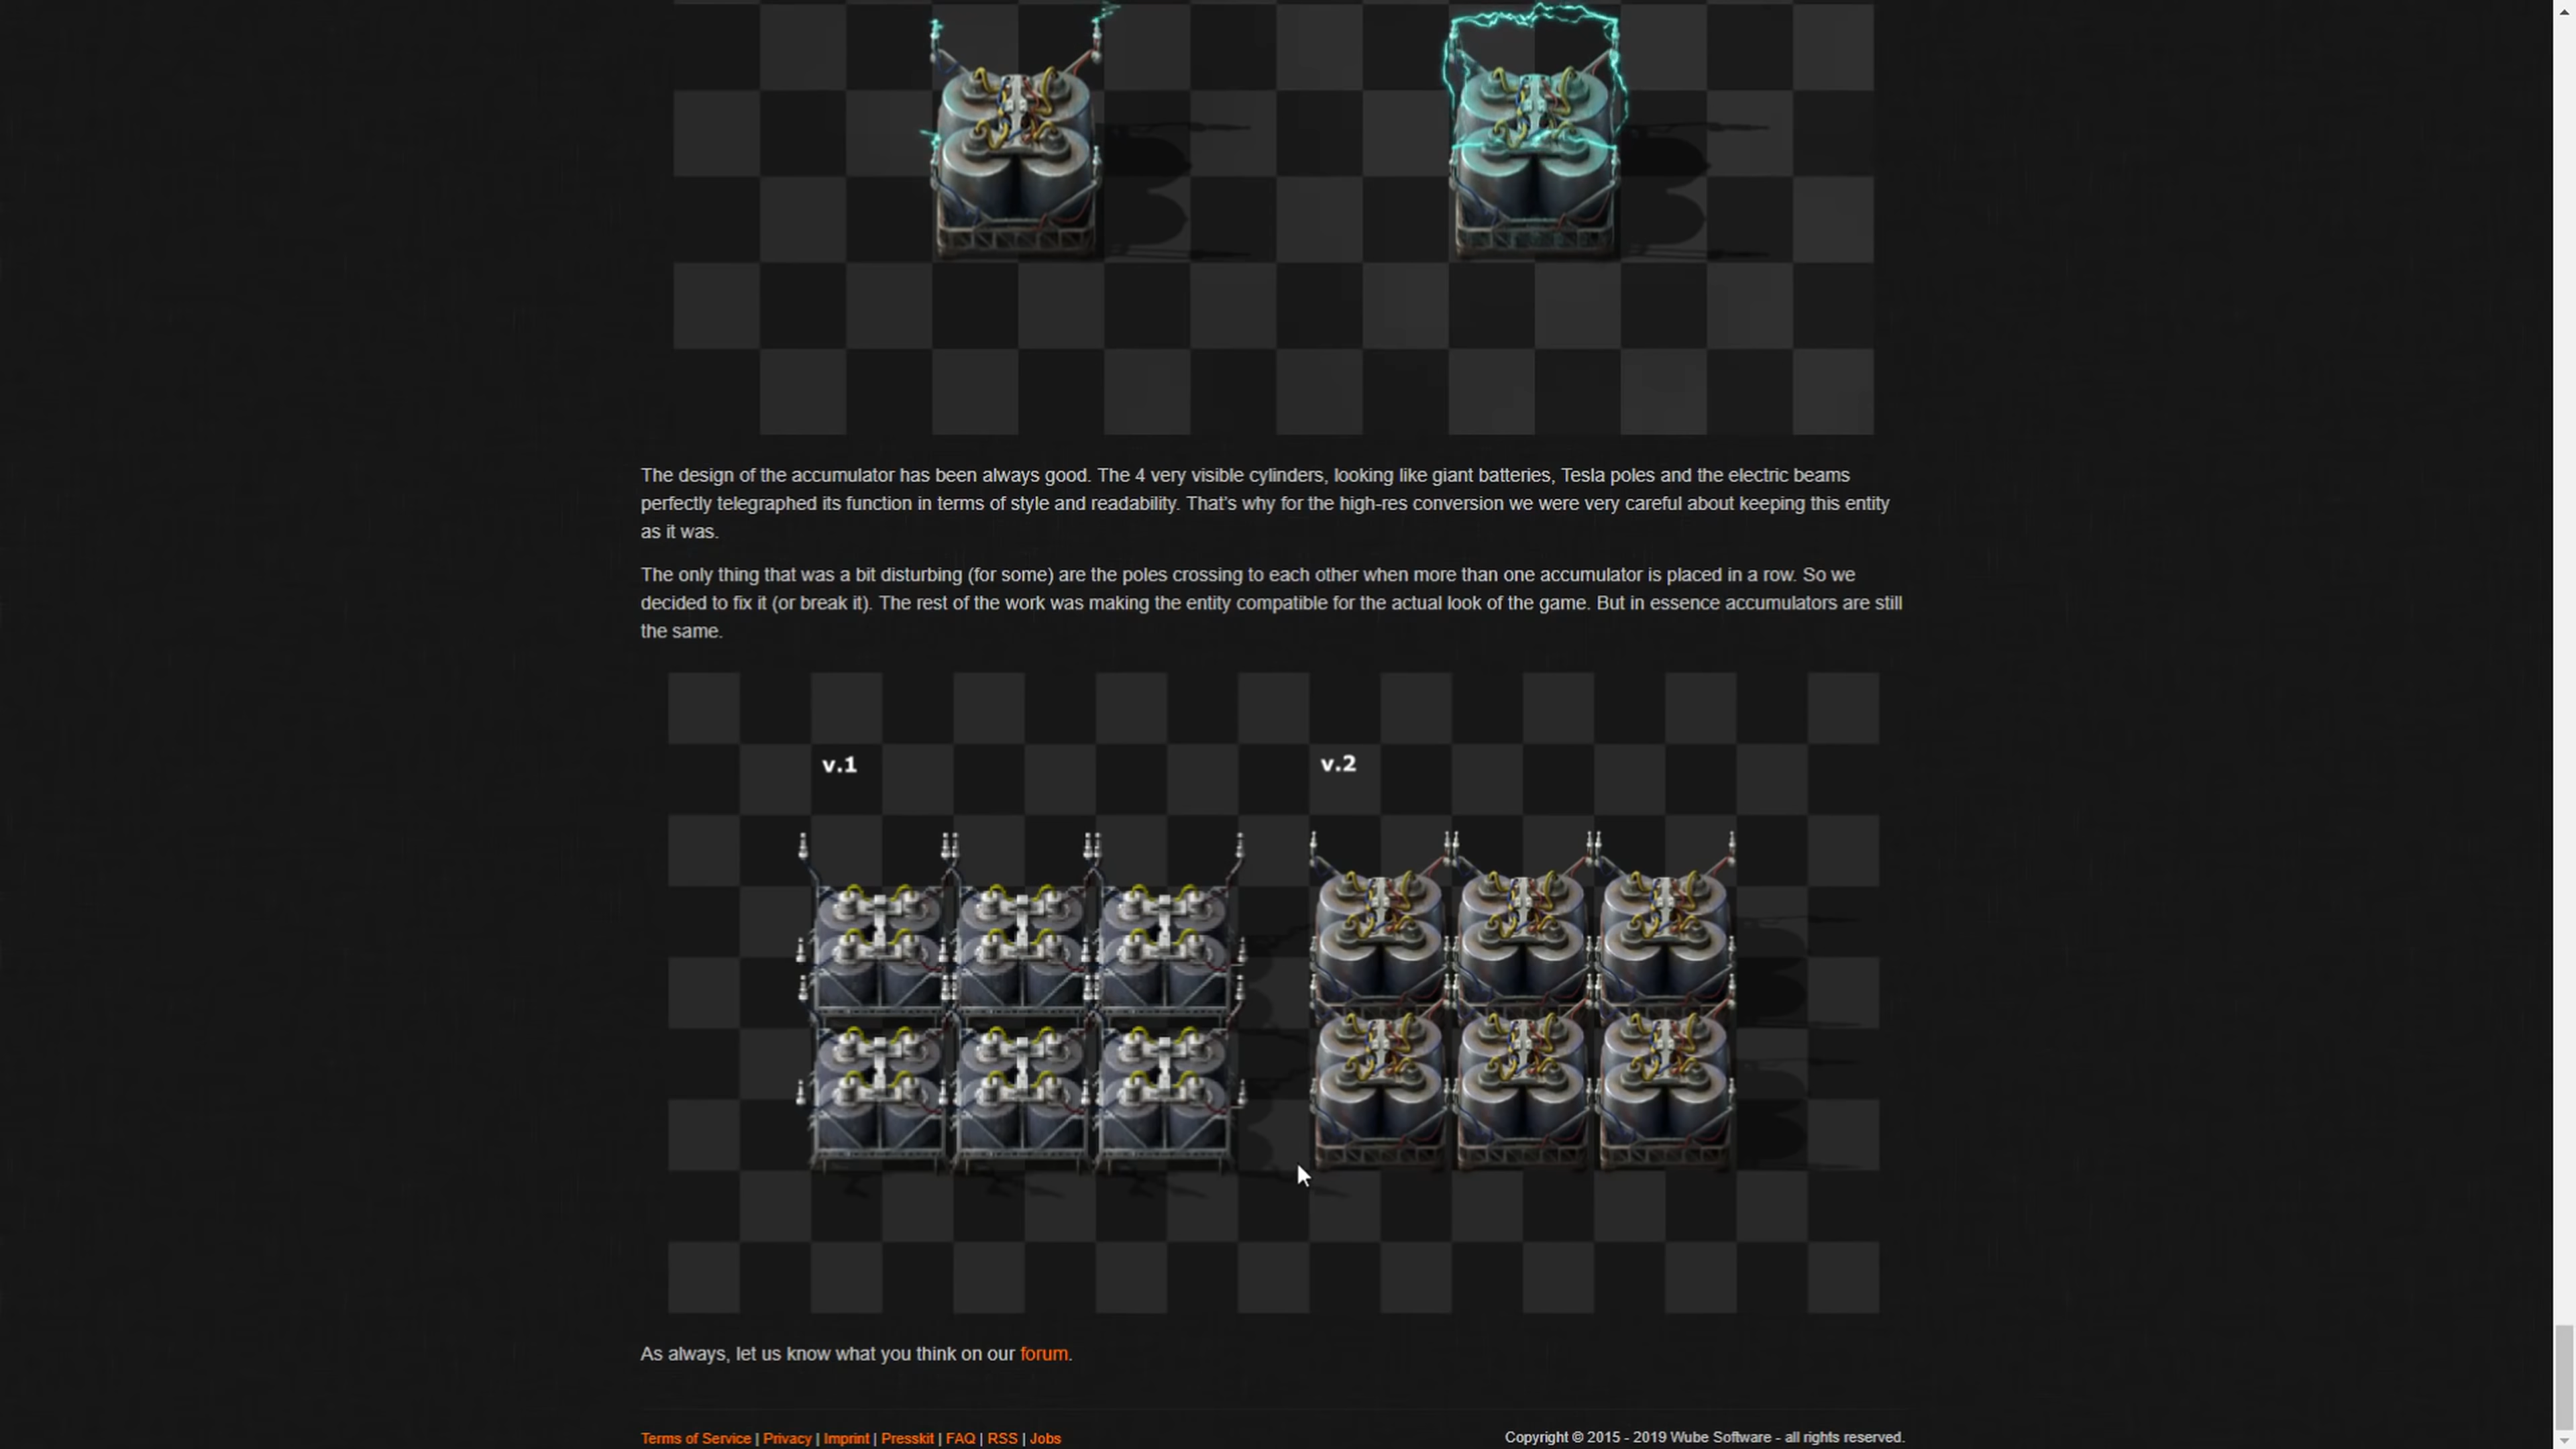 The design of the accumulator has been always good. The 4 very visible cylinders, looking like giant batteries, Tesla poles and the electric beams
perfectly telegraphed its function in terms of style and readability. That's why for the high-res conversion we were very careful about keeping this entity
as it was.
The only thing that was a bit disturbing (for some) are the poles crossing to each other when more than one accumulator is placed in a row. So we
decided to fix it (or break it). The rest of the work was making the entity compatible for the actual look of the game. But in essence accumulators are still
the same.
v.1
v.2
As always, let us know what you think on our forum.
Terms of Service | Privacy | Imprint | Presskit | FAQ | RSS | Jobs
Copyright © 2015 - 2019 Wube Software - all rights reserved.